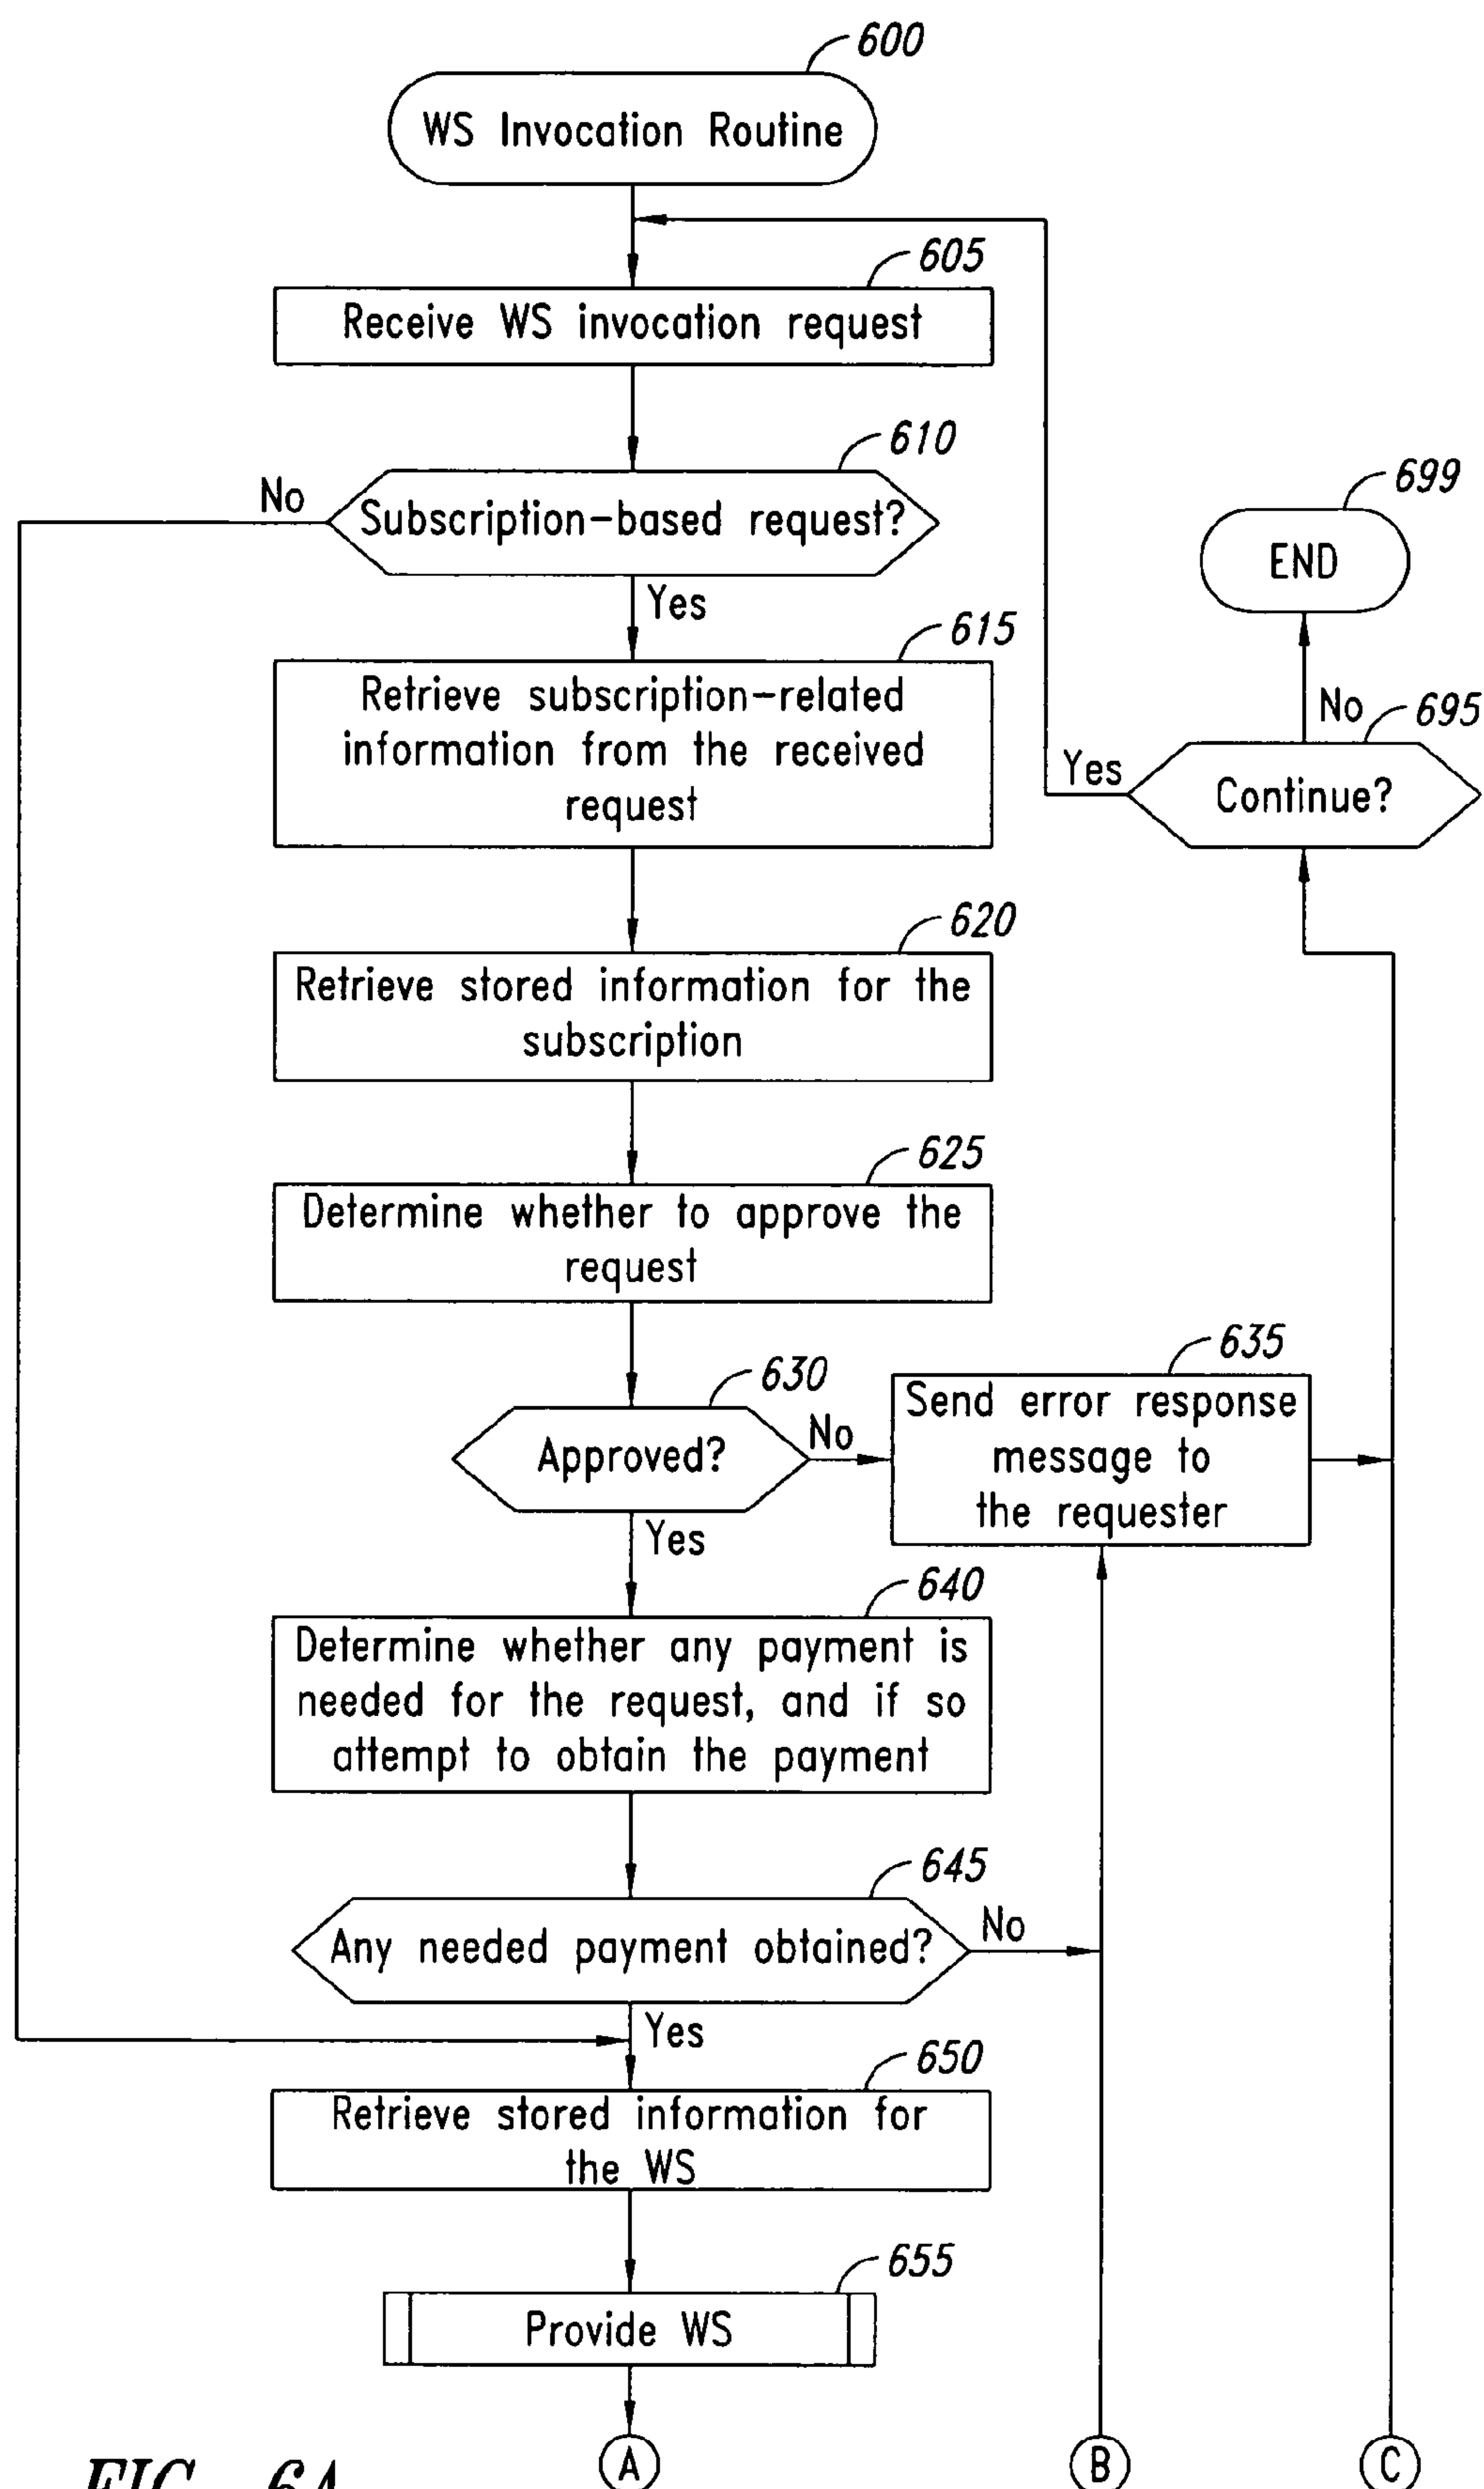 600
WS Invocation Routine
605
Receive WS invocation request
610
No
Subscription-based request?
Yes
699
END
615
Retrieve subscription-related
information from the received
request
No
695
Yes
Continue?
620
Retrieve stored information for the
subscription
625
Determine whether to approve the
request
630
Approved?
No
635
Send error response
message to
the requester
Yes
640
Determine whether any payment is
needed for the request, and if so
attempt to obtain the payment
645
Any needed payment obtained?
No
Yes
650
Retrieve stored information for
the WS
655
Provide WS
A
B
C
FIG. 6A